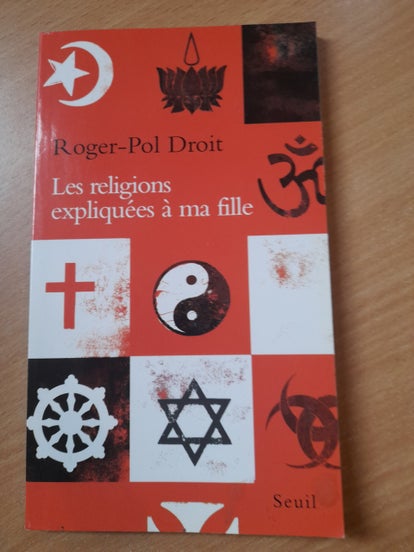 Roger-Pol Droit
Les religions
expliquées à ma fille
Seuil